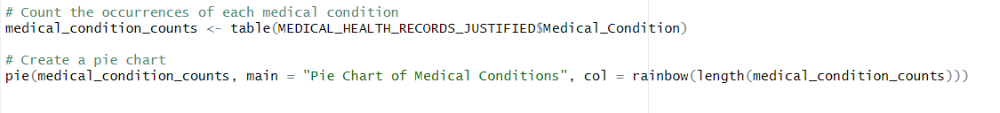 # Count the occurrences of each medical condition
medical_condition_counts <- table(MEDICAL_HEALTH_RECORDS_JUSTIFIED$Medical_Condition)
# Create a pie chart
pie(medical_condition_counts, main = "Pie Chart of Medical Conditions", col = rainbow(length(medical_condition_counts)))